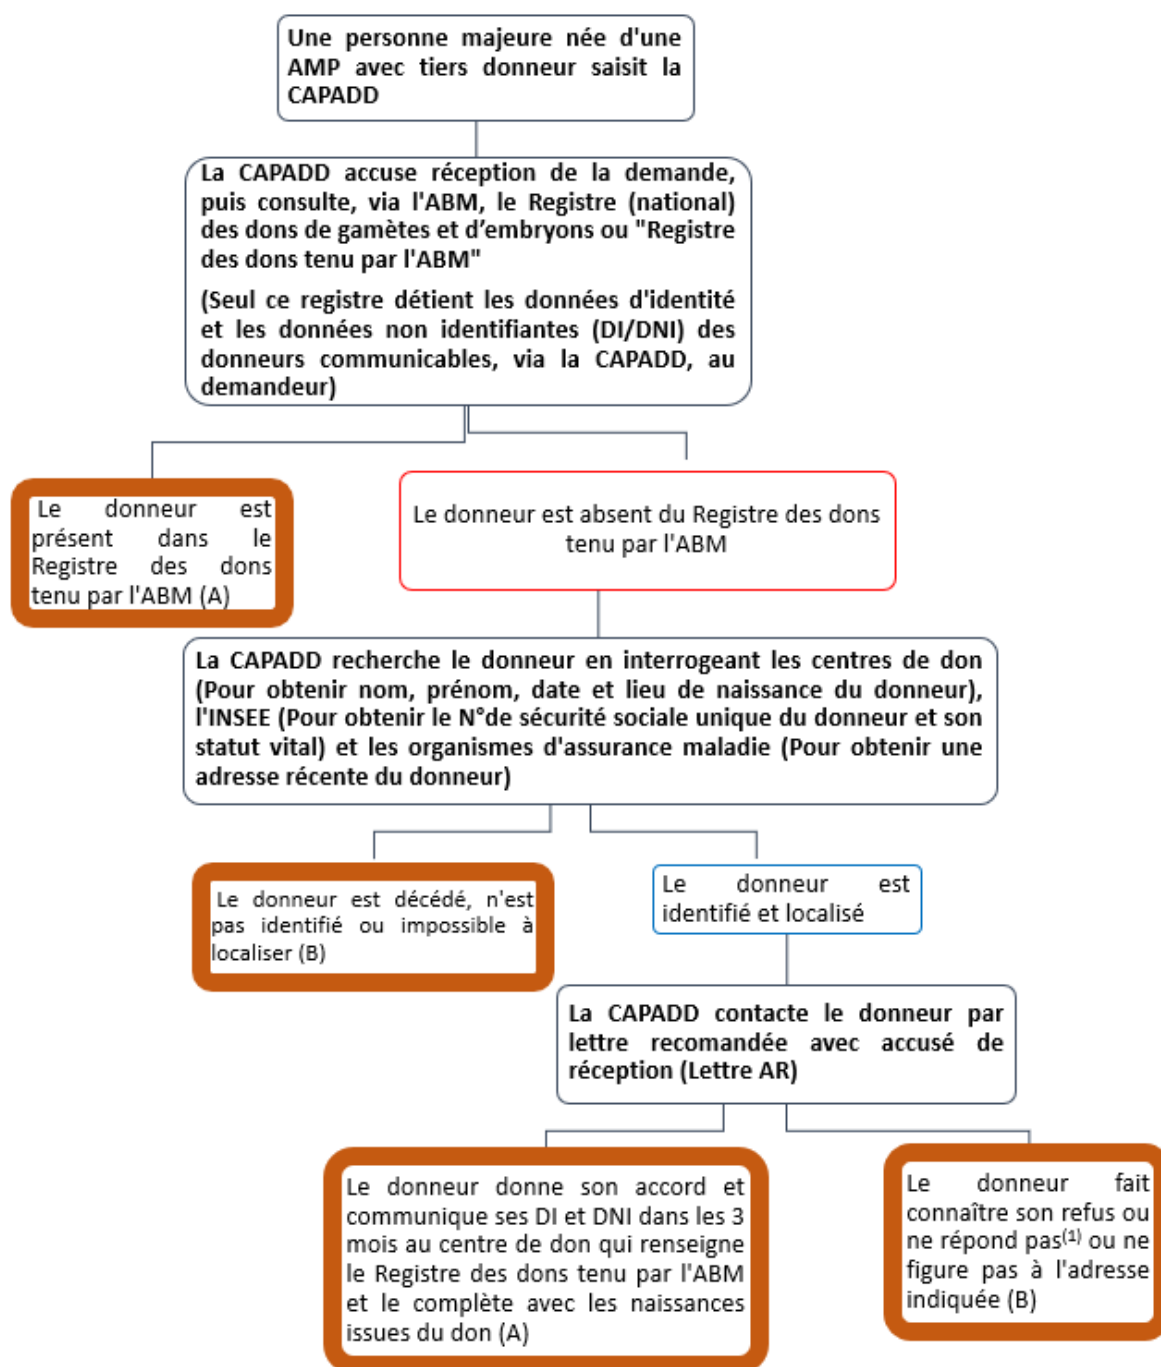 Une personne majeure née d'une
AMP avec tiers donneur saisit la
CAPADD
La CAPADD accuse réception de la demande,
puis consulte, via l'ABM, le Registre (national)
des dons de gamètes et d’embryons ou "Registre
des dons tenu par l'ABM"
(Seul ce registre détient les données d'identité
et les données non identifiantes (DI/DNI) des
donneurs communicables, via la CAPADD, au
demandeur)
Le donneur est
présent dans le
Registre des dons
tenu par l'ABM (A)
Le donneur est absent du Registre des dons
tenu par l'ABM
La CAPADD recherche le donneur en interrogeant les centres de don
(Pour obtenir nom, prénom, date et lieu de naissance du donneur),
l'INSEE (Pour obtenir le N°de sécurité sociale unique du donneur et son
statut vital) et les organismes d'assurance maladie (Pour obtenir une
adresse récente du donneur)
Le donneur est décédé, n'est
pas identifié ou impossible à
localiser (B)
Le donneur est
identifié et localisé
La CAPADD contacte le donneur par
lettre recomandée avec accusé de
réception (Lettre AR)
Le donneur donne son accord et
communique ses DI et DNI dans les 3
mois au centre de don qui renseigne
le Registre des dons tenu par l'ABM
et le complète avec les naissances
issues du don (A)
Le donneur fait
connaître son refus ou
ne répond pas(1) ou ne
figure pas à l'adresse
indiquée (B)